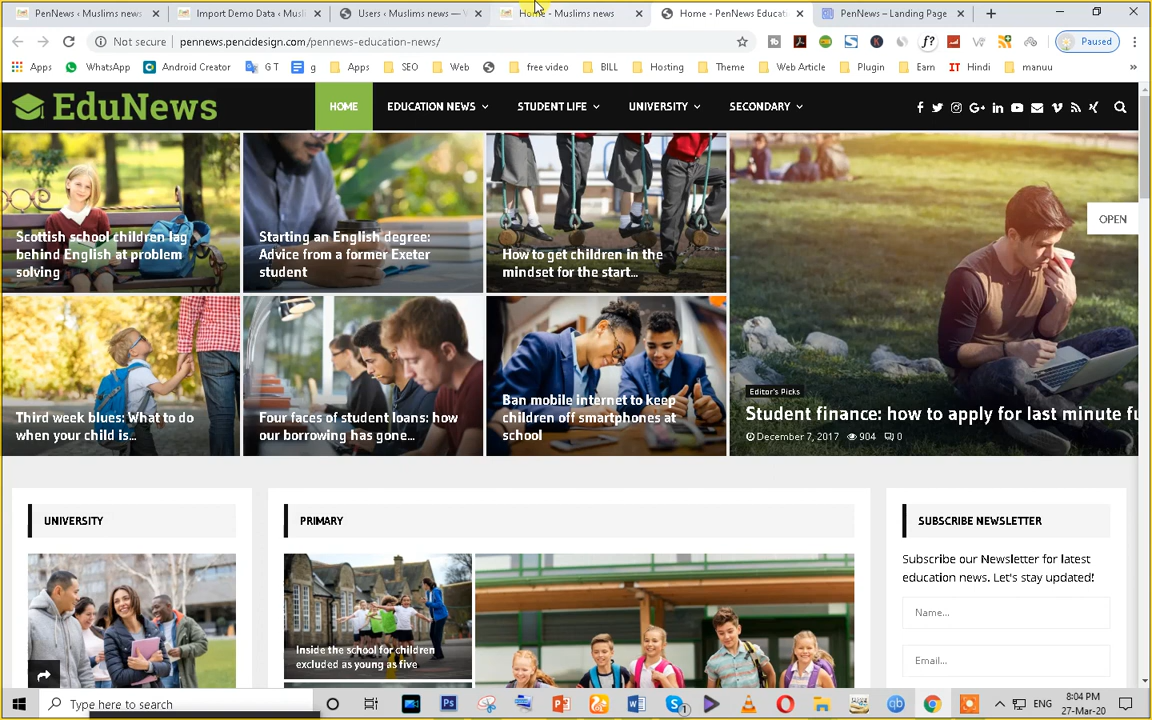 PenNews ‹ Muslims news
Import Demo Data ‹ Musli
Users ‹ Muslims news — V
Home - Muslims news
Home - PenNews Educati
PenNews – Landing Page
Not secure
pennews.pencidesign.com/pennews-education-news/
Paused
Apps
WhatsApp
Android Creator
G T
g
Apps
SEO
Web
free video
BILL
Hosting
Theme
Web Article
Plugin
Earn
IT Hindi
manuu
»
EduNews
HOME
EDUCATION NEWS
STUDENT LIFE
UNIVERSITY
SECONDARY
Scottish school children lag
behind English at problem
solving
Starting an English degree:
Advice from a former Exeter
student
How to get children in the
mindset for the start...
OPEN
Third week blues: What to do
when your child is...
Four faces of student loans: how
our borrowing has gone...
Ban mobile internet to keep
children off smartphones at
school
Editor's Picks
Student finance: how to apply for last minute fu
December 7, 2017 904 0
UNIVERSITY
PRIMARY
SUBSCRIBE NEWSLETTER
Subscribe our Newsletter for latest
education news. Let's stay updated!
Name...
Inside the school for children
excluded as young as five
Email...
Type here to search
ENG
8:04 PM
27-Mar-20